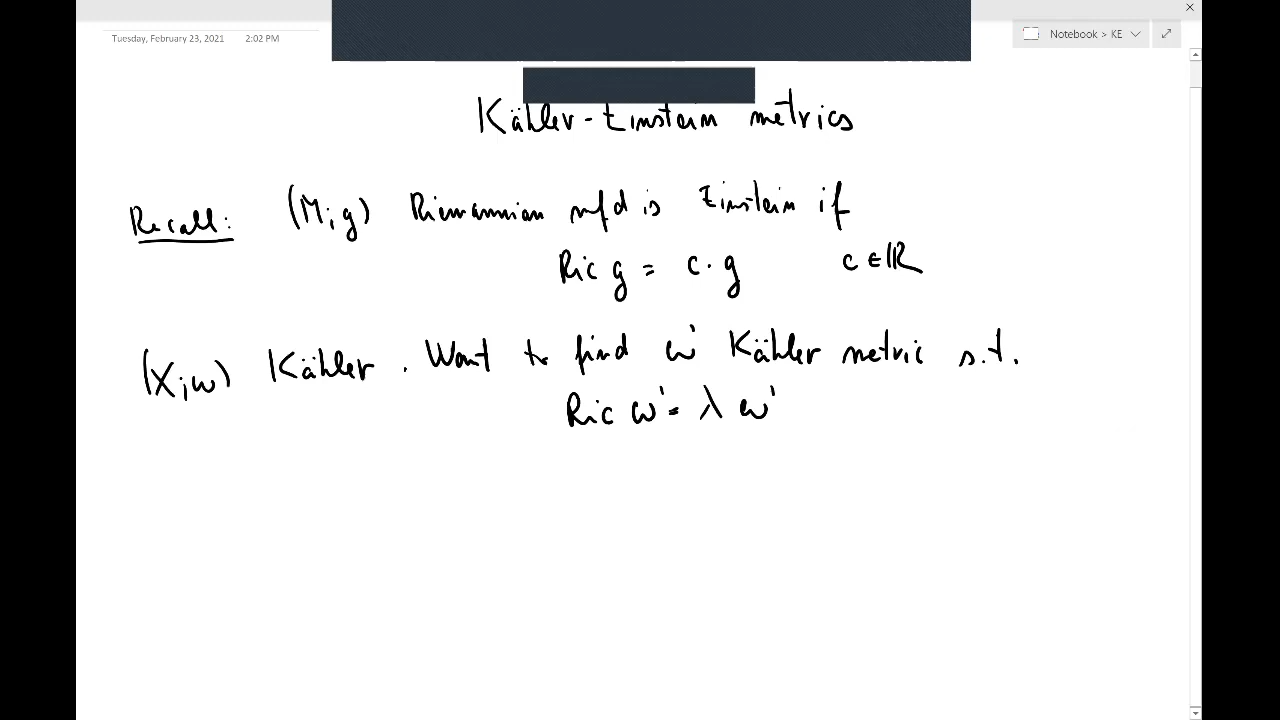 Tuesday, February 23, 2021 2:02 PM
Notebook > KE
Kähler-Einstein metrics
Recall: (M, g) Riemannian mfd is Einstein if
Ric g = c · g c ∈ ℝ
(X, ω) Kähler. Want to find ω' Kähler metric s.t.
Ric ω' = λ ω'